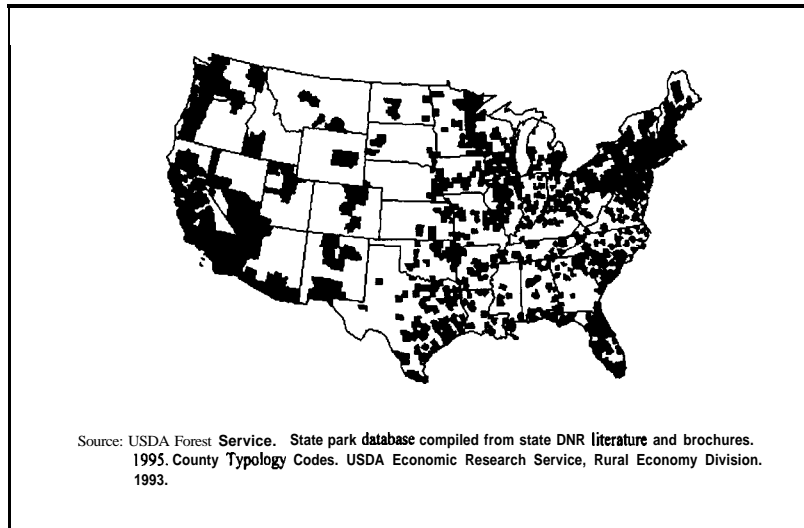 Source: USDA Forest Service. State park database compiled from state DNR literature and brochures.
1995. County Typology Codes. USDA Economic Research Service, Rural Economy Division.
1993.